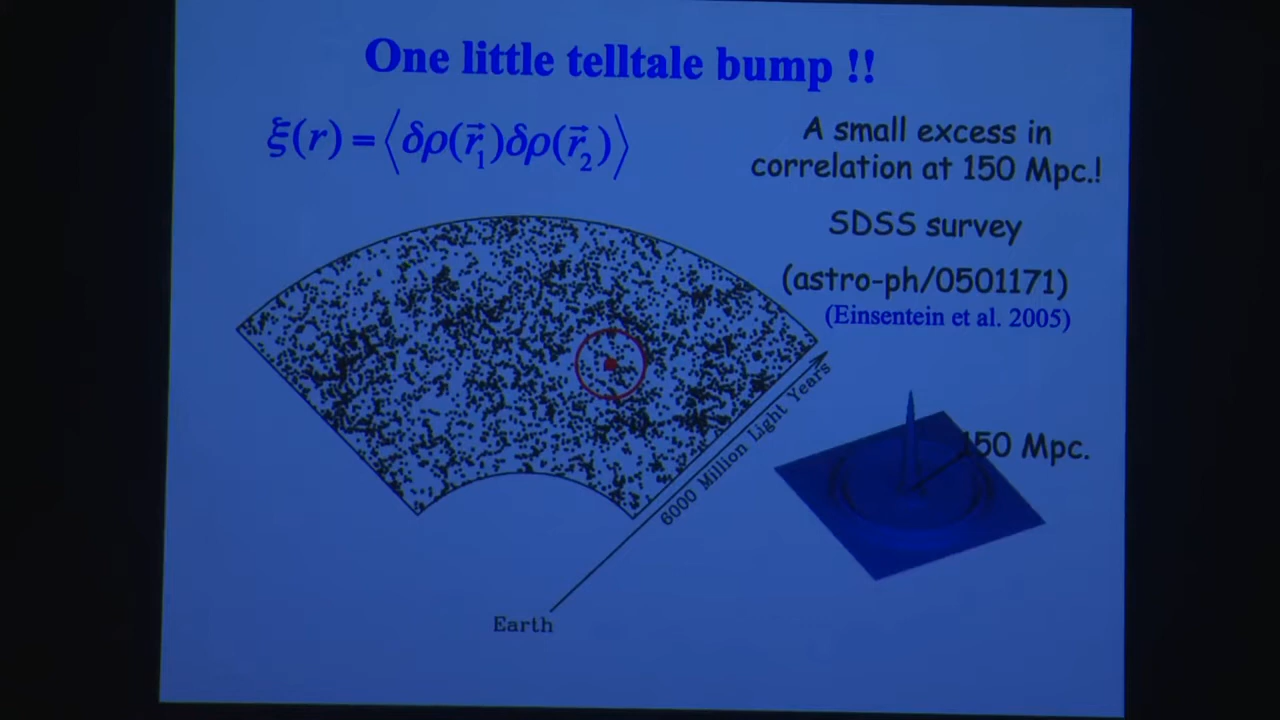 One little telltale bump !!
ξ(r) = ⟨δρ(r⃗₁)δρ(r⃗₂)⟩
A small excess in
correlation at 150 Mpc.!
SDSS survey
(astro-ph/0501171)
(Einsentein et al. 2005)
6000 Million Light Years
150 Mpc.
Earth